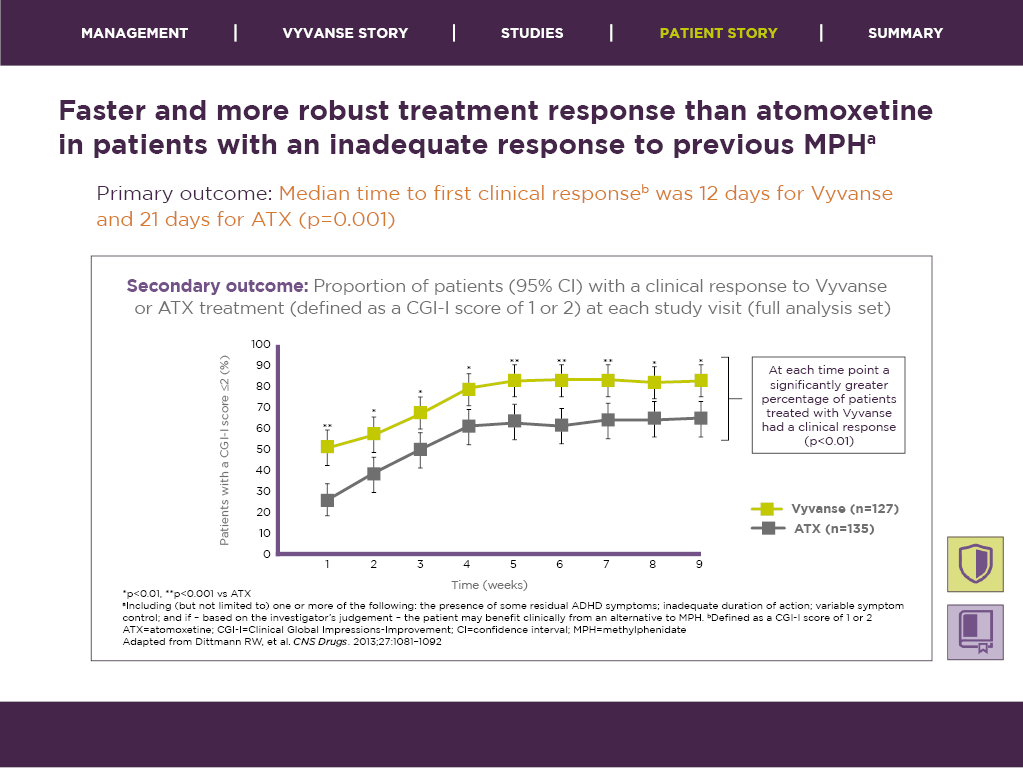 MANAGEMENT | VYVANSE STORY | STUDIES | PATIENT STORY | SUMMARY
Faster and more robust treatment response than atomoxetine
in patients with an inadequate response to previous MPHᵃ
Primary outcome: Median time to first clinical responseᵇ was 12 days for Vyvanse
and 21 days for ATX (p=0.001)
Secondary outcome: Proportion of patients (95% CI) with a clinical response to Vyvanse
or ATX treatment (defined as a CGI-I score of 1 or 2) at each study visit (full analysis set)
Patients with a CGI-I score ≤2 (%)
100
90
80
70
60
50
40
30
20
10
0
** * * * ** ** ** * *
1 2 3 4 5 6 7 8 9
Time (weeks)
At each time point a
significantly greater
percentage of patients
treated with Vyvanse
had a clinical response
(p<0.01)
Vyvanse (n=127)
ATX (n=135)
*p<0.01, **p<0.001 vs ATX
ᵃIncluding (but not limited to) one or more of the following: the presence of some residual ADHD symptoms; inadequate duration of action; variable symptom
control; and if – based on the investigator's judgement – the patient may benefit clinically from an alternative to MPH. ᵇDefined as a CGI-I score of 1 or 2
ATX=atomoxetine; CGI-I=Clinical Global Impressions-Improvement; CI=confidence interval; MPH=methylphenidate
Adapted from Dittmann RW, et al. CNS Drugs. 2013;27:1081–1092